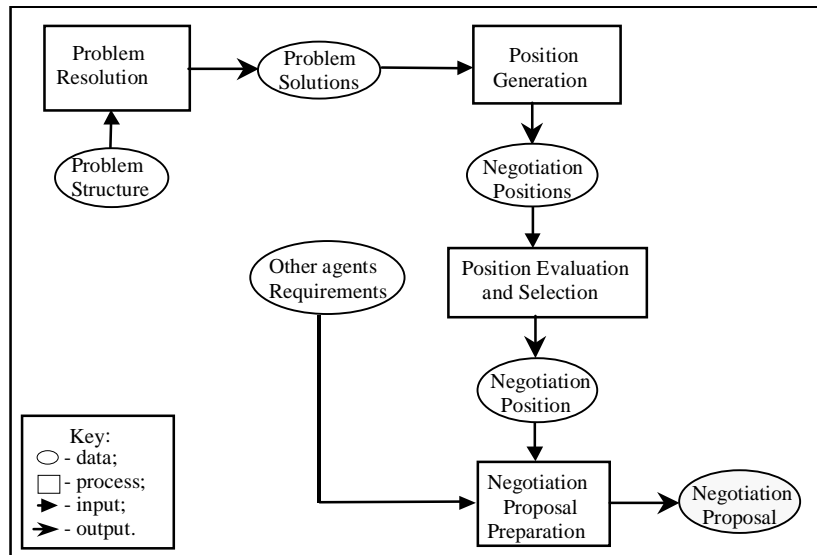 Problem
Resolution
Problem
Solutions
Position
Generation
Problem
Structure
Negotiation
Positions
Other agents
Requirements
Position Evaluation
and Selection
Negotiation
Position
Key:
- data;
- process;
- input;
- output.
Negotiation
Proposal
Preparation
Negotiation
Proposal